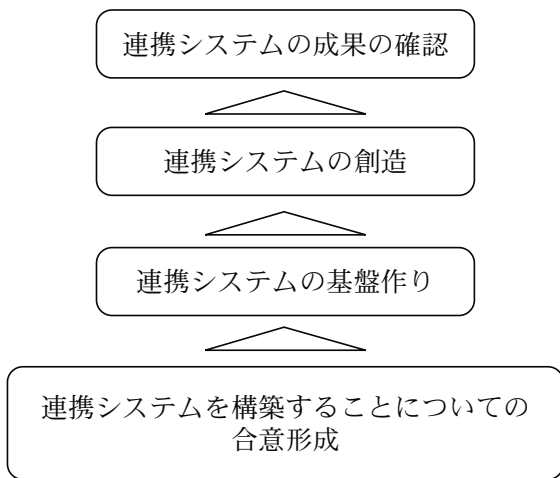 連携システムの成果の確認
連携システムの創造
連携システムの基盤作り
連携システムを構築することについての
合意形成